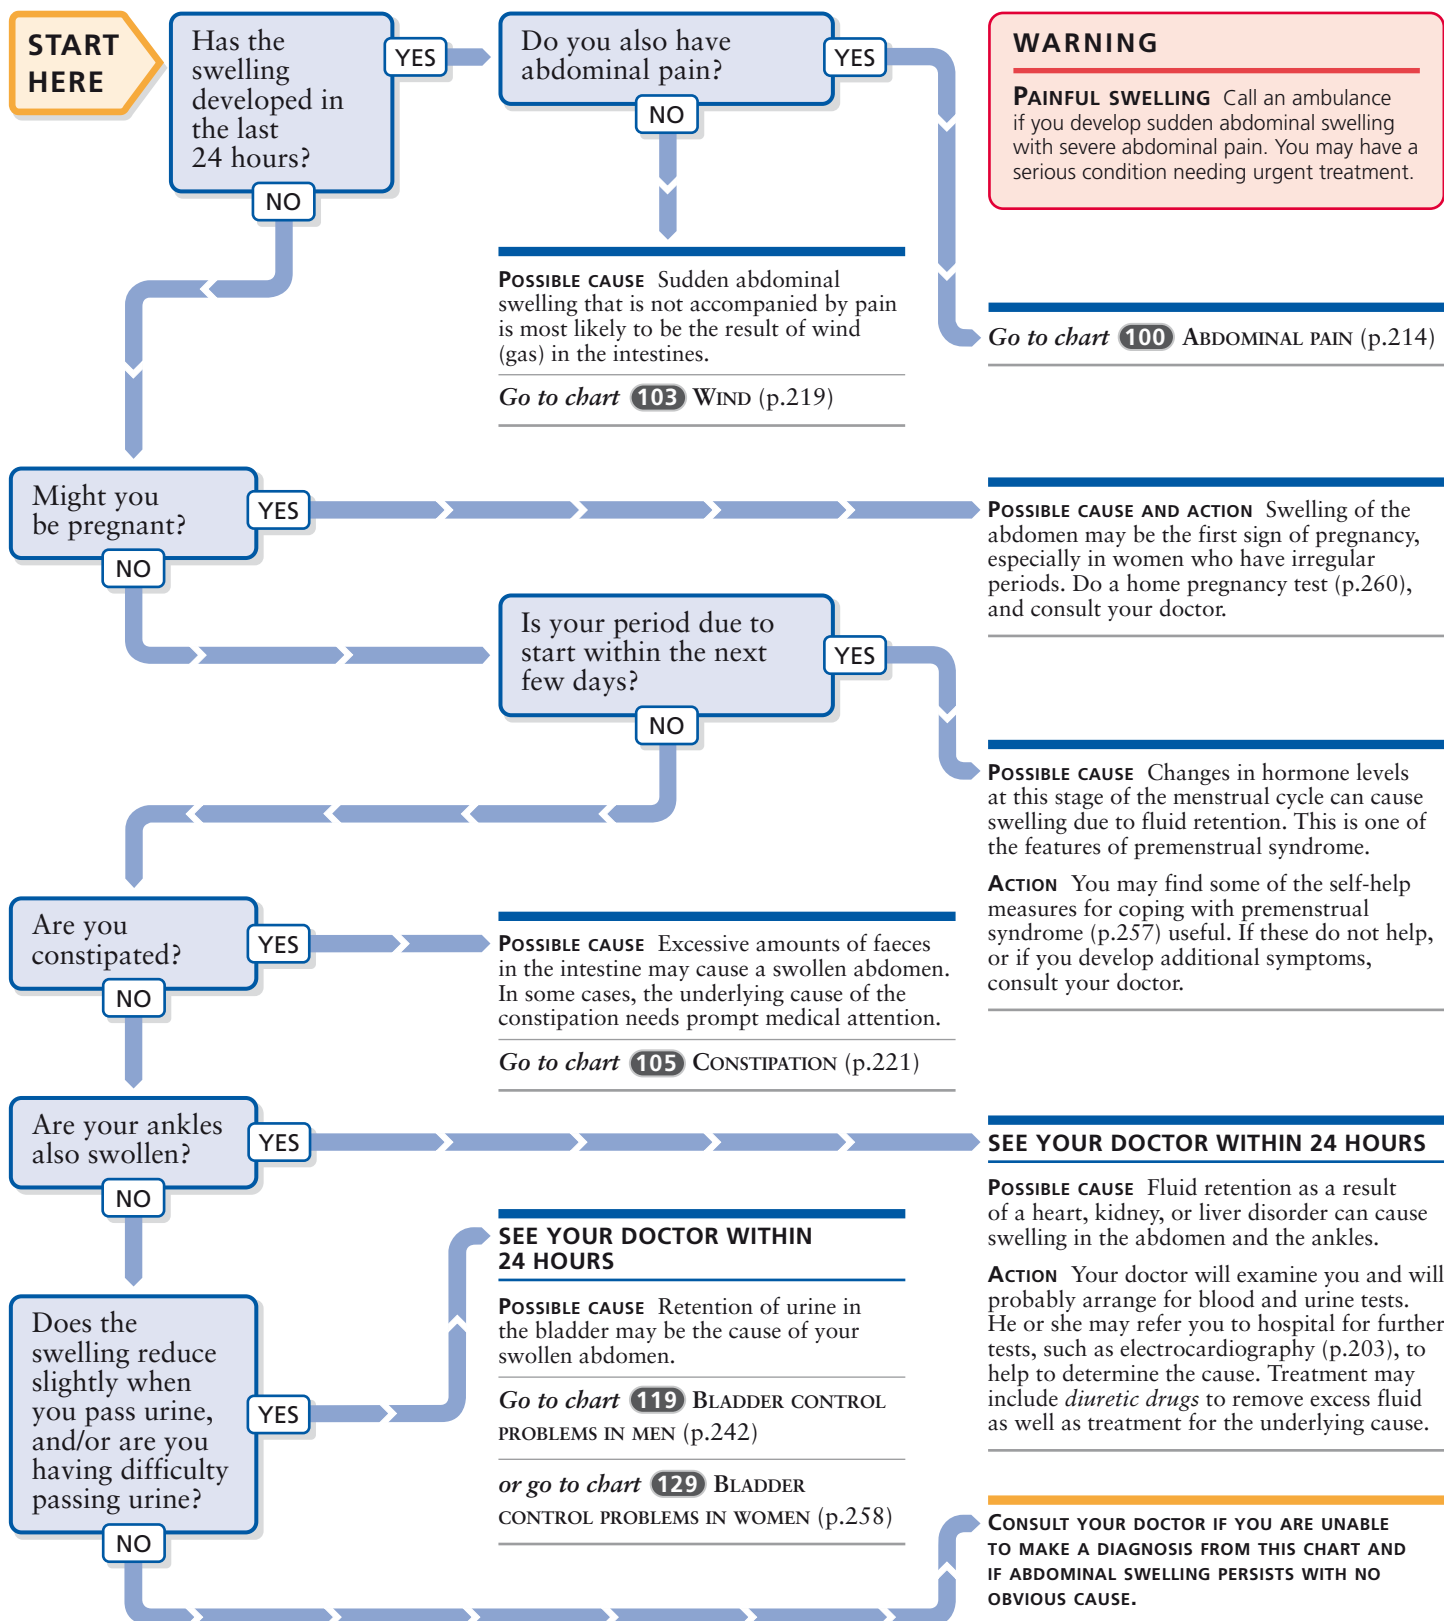 START
HERE
Has the
swelling
developed in
the last
24 hours?
YES
NO
Do you also have
abdominal pain?
YES
NO
WARNING
PAINFUL SWELLING Call an ambulance
if you develop sudden abdominal swelling
with severe abdominal pain. You may have a
serious condition needing urgent treatment.
POSSIBLE CAUSE Sudden abdominal
swelling that is not accompanied by pain
is most likely to be the result of wind
(gas) in the intestines.
Go to chart 103 WIND (p.219)
Go to chart 100 ABDOMINAL PAIN (p.214)
Might you
be pregnant?
YES
NO
POSSIBLE CAUSE AND ACTION Swelling of the
abdomen may be the first sign of pregnancy,
especially in women who have irregular
periods. Do a home pregnancy test (p.260),
and consult your doctor.
Is your period due to
start within the next
few days?
YES
NO
POSSIBLE CAUSE Changes in hormone levels
at this stage of the menstrual cycle can cause
swelling due to fluid retention. This is one of
the features of premenstrual syndrome.
ACTION You may find some of the self-help
measures for coping with premenstrual
syndrome (p.257) useful. If these do not help,
or if you develop additional symptoms,
consult your doctor.
Are you
constipated?
YES
NO
POSSIBLE CAUSE Excessive amounts of faeces
in the intestine may cause a swollen abdomen.
In some cases, the underlying cause of the
constipation needs prompt medical attention.
Go to chart 105 CONSTIPATION (p.221)
Are your ankles
also swollen?
YES
NO
SEE YOUR DOCTOR WITHIN 24 HOURS
POSSIBLE CAUSE Fluid retention as a result
of a heart, kidney, or liver disorder can cause
swelling in the abdomen and the ankles.
ACTION Your doctor will examine you and will
probably arrange for blood and urine tests.
He or she may refer you to hospital for further
tests, such as electrocardiography (p.203), to
help to determine the cause. Treatment may
include diuretic drugs to remove excess fluid
as well as treatment for the underlying cause.
Does the
swelling reduce
slightly when
you pass urine,
and/or are you
having difficulty
passing urine?
YES
NO
SEE YOUR DOCTOR WITHIN
24 HOURS
POSSIBLE CAUSE Retention of urine in
the bladder may be the cause of your
swollen abdomen.
Go to chart 119 BLADDER CONTROL
PROBLEMS IN MEN (p.242)
or go to chart 129 BLADDER
CONTROL PROBLEMS IN WOMEN (p.258)
CONSULT YOUR DOCTOR IF YOU ARE UNABLE
TO MAKE A DIAGNOSIS FROM THIS CHART AND
IF ABDOMINAL SWELLING PERSISTS WITH NO
OBVIOUS CAUSE.